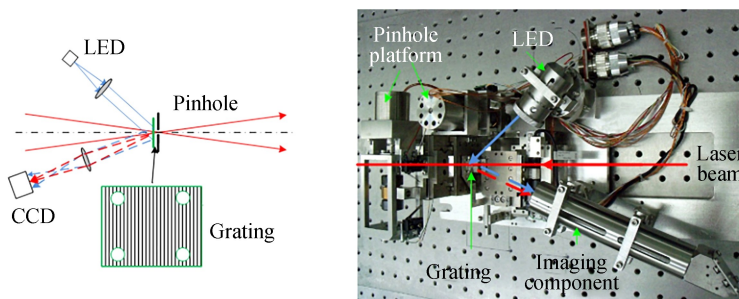 LED
Pinhole
CCD
Grating
Pinhole
platform
LED
Laser
beam
Grating
Imaging
component